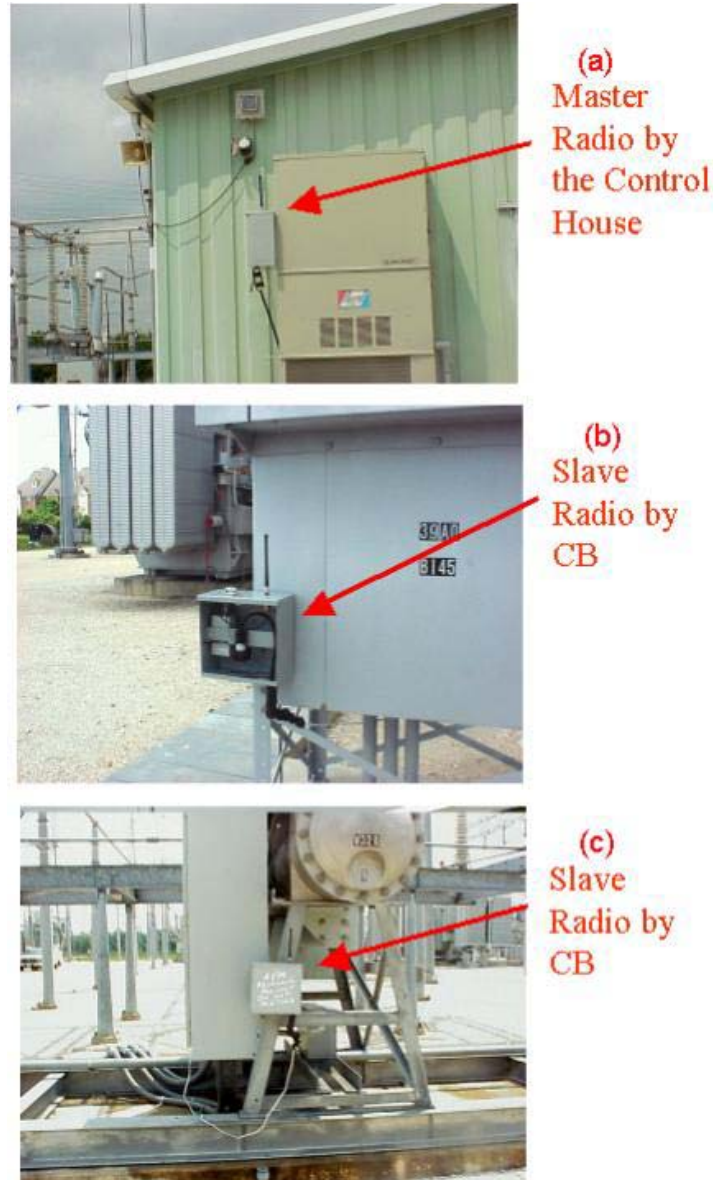 (a)
Master
Radio by
the Control
House
(b)
Slave
Radio by
CB
39A0
B145
(c)
Slave
Radio by
CB